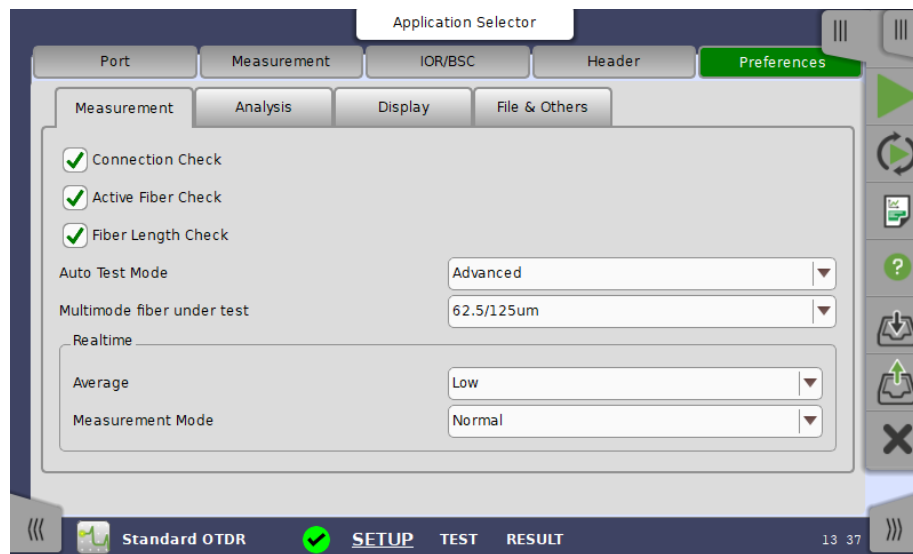 Application Selector
Port Measurement IOR/BSC Header Preferences
Measurement Analysis Display File & Others
Connection Check
Active Fiber Check
Fiber Length Check
Auto Test Mode Advanced
Multimode fiber under test 62.5/125um
Realtime
Average Low
Measurement Mode Normal
Standard OTDR SETUP TEST RESULT 13 37